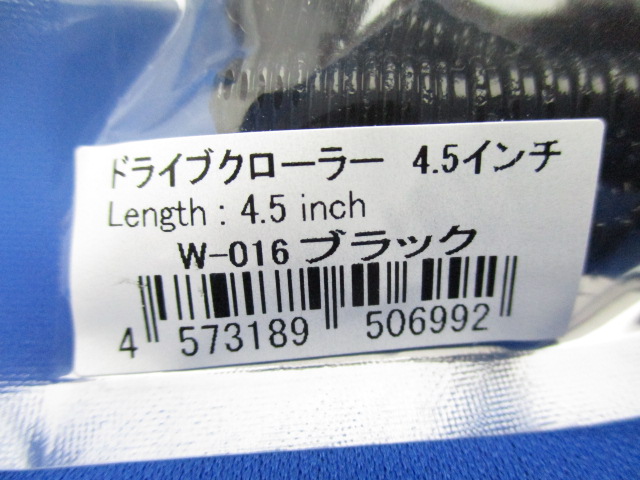 ドライブクローラー 4.5インチ
Length : 4.5 inch
W-016 ブラック
4 573189 506992